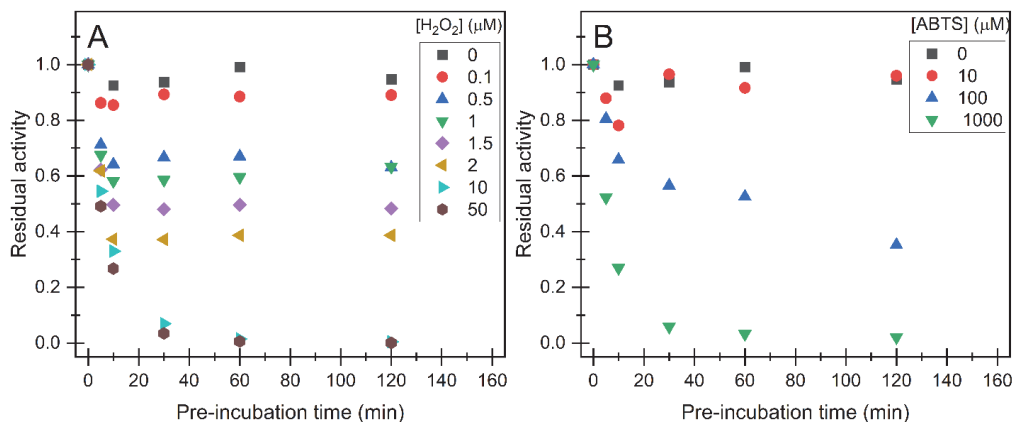 A
[H₂O₂] (μM)
0
0.1
0.5
1
1.5
2
10
50
1.0
0.8
0.6
0.4
0.2
0.0
Residual activity
0 20 40 60 80 100 120 140 160
Pre-incubation time (min)
B
[ABTS] (μM)
0
10
100
1000
1.0
0.8
0.6
0.4
0.2
0.0
Residual activity
0 20 40 60 80 100 120 140 160
Pre-incubation time (min)